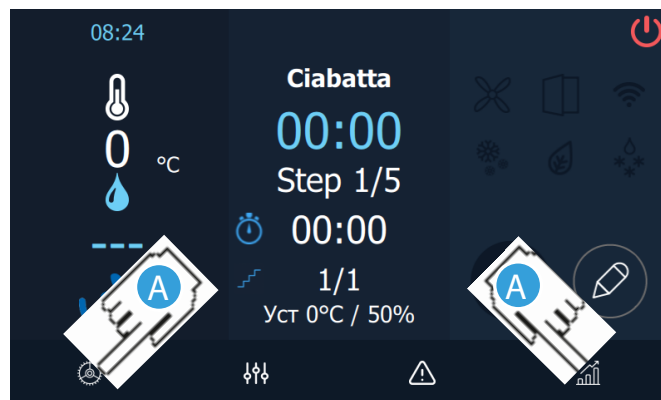 08:24
Ciabatta
00:00
0 °C
Step 1/5
---
00:00
A
A
1/1
Уст 0°C / 50%